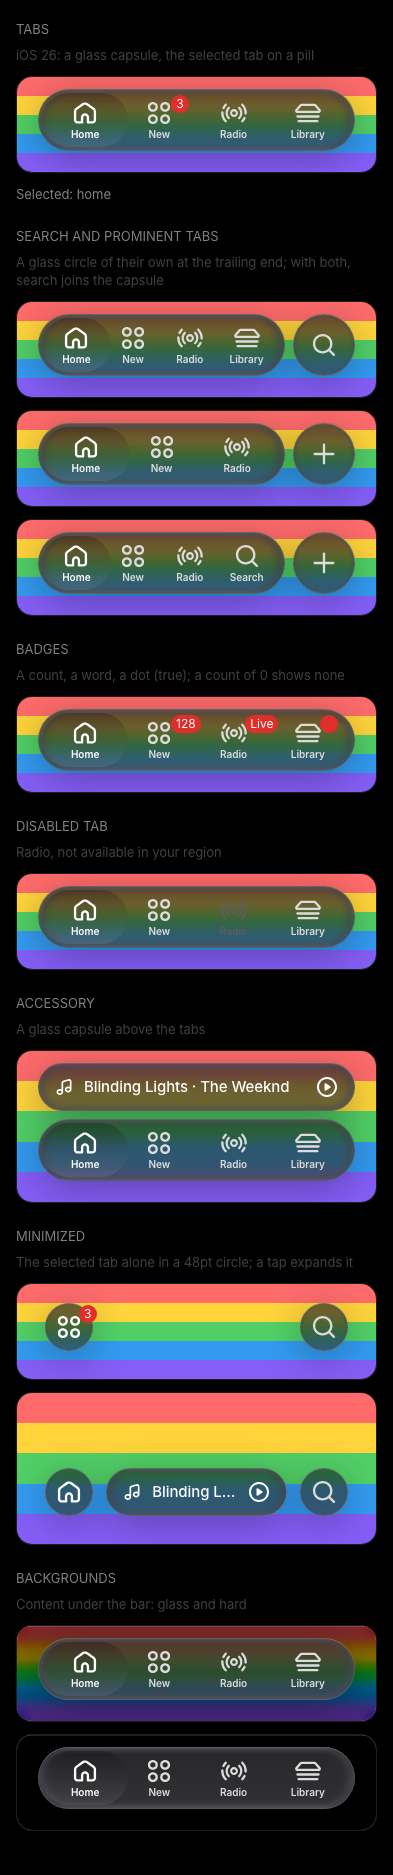 TABS
iOS 26: a glass capsule, the selected tab on a pill
3
Home New Radio Library
Selected: home
SEARCH AND PROMINENT TABS
A glass circle of their own at the trailing end; with both,
search joins the capsule
Home New Radio Library
Home New Radio
Home New Radio Search
BADGES
A count, a word, a dot (true); a count of 0 shows none
128 Live
Home New Radio Library
DISABLED TAB
Radio, not available in your region
Home New Radio Library
ACCESSORY
A glass capsule above the tabs
Blinding Lights · The Weeknd
Home New Radio Library
MINIMIZED
The selected tab alone in a 48pt circle; a tap expands it
3
Blinding L...
BACKGROUNDS
Content under the bar: glass and hard
Home New Radio Library
Home New Radio Library